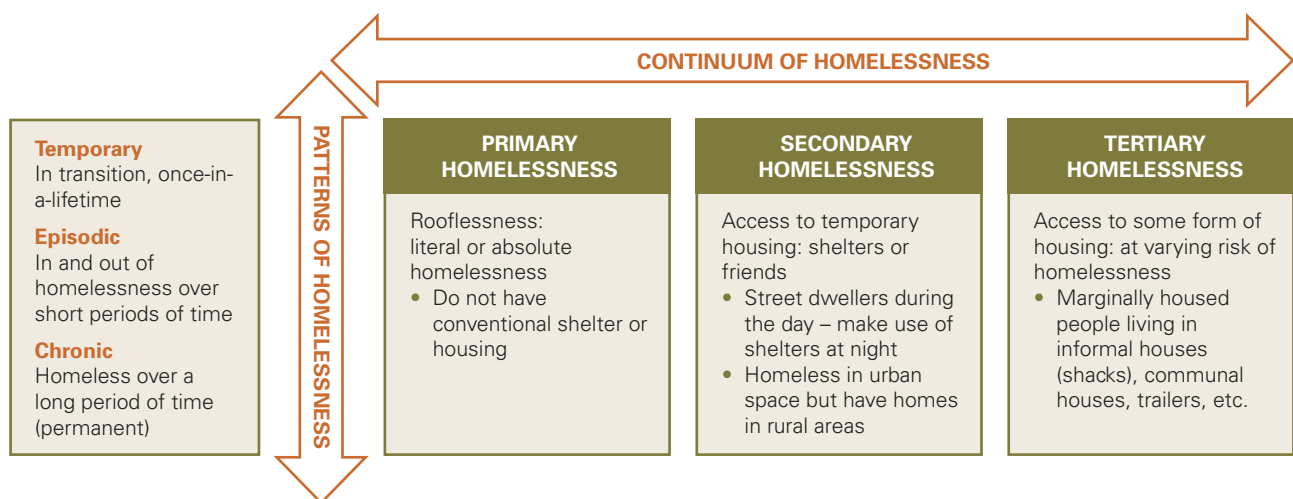 CONTINUUM OF HOMELESSNESS
Temporary
In transition, once-in-
a-lifetime
Episodic
In and out of
homelessness over
short periods of time
Chronic
Homeless over a
long period of time
(permanent)
PATTERNS OF HOMELESSNESS
PRIMARY
HOMELESSNESS
Rooflessness:
literal or absolute
homelessness
• Do not have
conventional shelter or
housing
SECONDARY
HOMELESSNESS
Access to temporary
housing: shelters or
friends
• Street dwellers during
the day – make use of
shelters at night
• Homeless in urban
space but have homes
in rural areas
TERTIARY
HOMELESSNESS
Access to some form of
housing: at varying risk of
homelessness
• Marginally housed
people living in
informal houses
(shacks), communal
houses, trailers, etc.